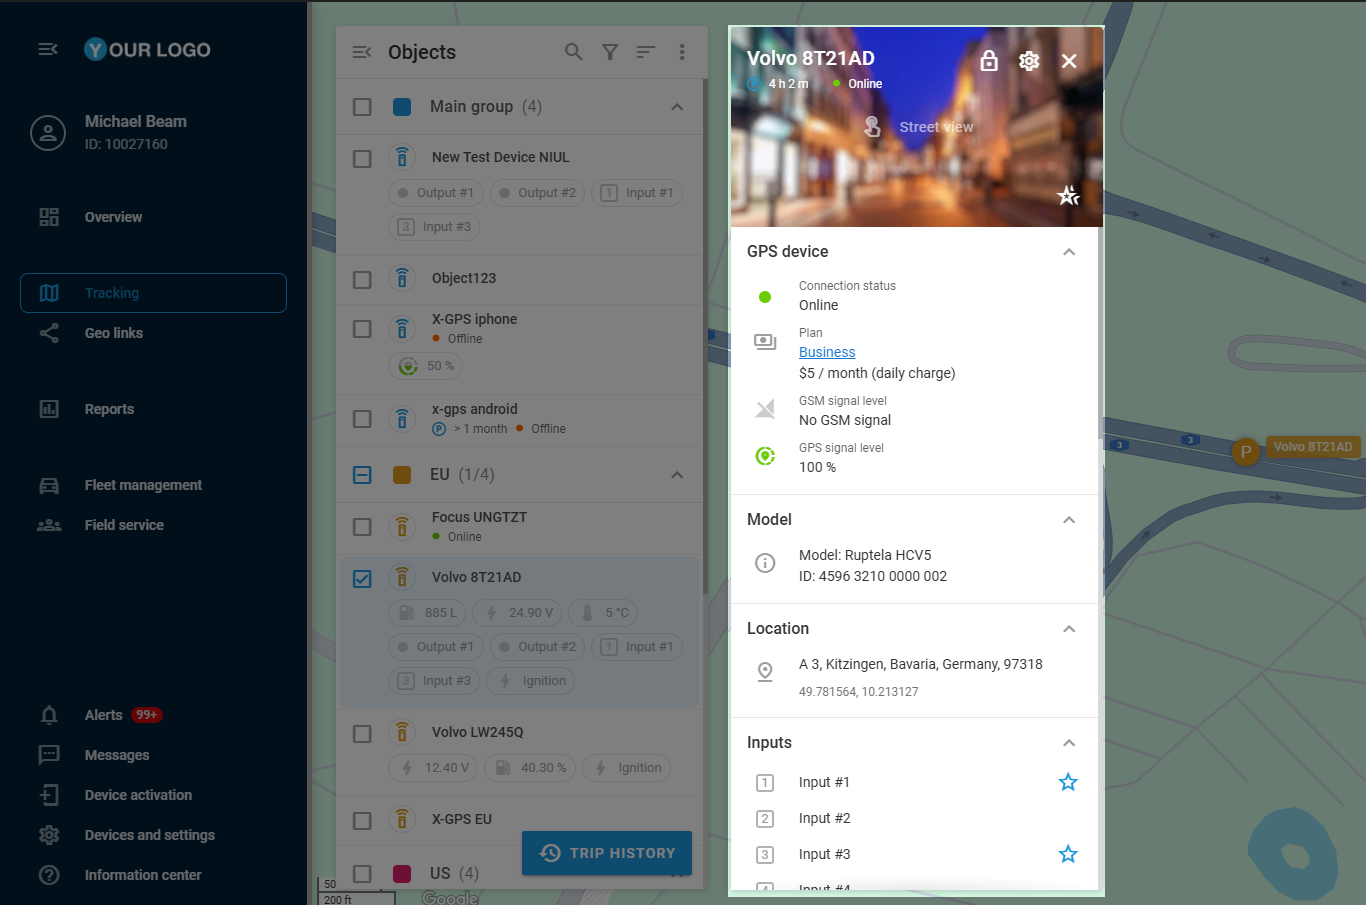 YOUR LOGO
Michael Beam
ID: 10027160
Overview
Tracking
Geo links
Reports
Fleet management
Field service
Alerts 99+
Messages
Device activation
Devices and settings
Information center
Objects
Main group (4)
New Test Device NIUL
Output #1 Output #2 1 Input #1
3 Input #3
Object123
X-GPS iphone
Offline
50 %
x-gps android
P > 1 month Offline
EU (1/4)
Focus UNGTZT
Online
Volvo 8T21AD
885 L 24.90 V 5 °C
Output #1 Output #2 1 Input #1
3 Input #3 Ignition
Volvo LW245Q
12.40 V 40.30 % Ignition
X-GPS EU
TRIP HISTORY
US (4)
50
200 ft
Google
Volvo 8T21AD
P 4 h 2 m Online
Street view
GPS device
Connection status
Online
Plan
Business
$5 / month (daily charge)
GSM signal level
No GSM signal
GPS signal level
100 %
Model
Model: Ruptela HCV5
ID: 4596 3210 0000 002
Location
A 3, Kitzingen, Bavaria, Germany, 97318
49.781564, 10.213127
Inputs
1 Input #1
2 Input #2
3 Input #3
4 Input #4
3 3 P Volvo 8T21AD